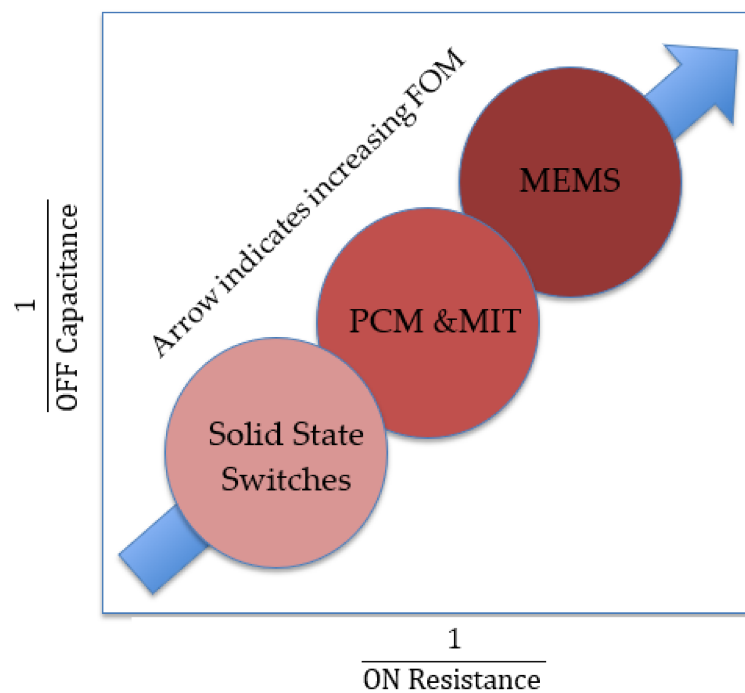 Arrow indicates increasing FOM
MEMS
PCM &MIT
Solid State
Switches
1
OFF Capacitance
1
ON Resistance